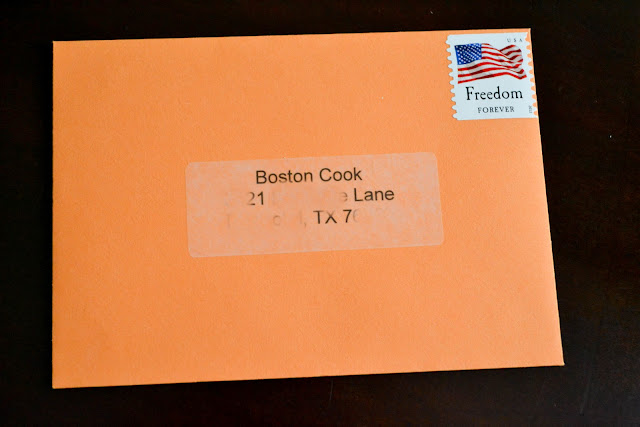 USA
Freedom
FOREVER
Boston Cook
21 Lane
TX